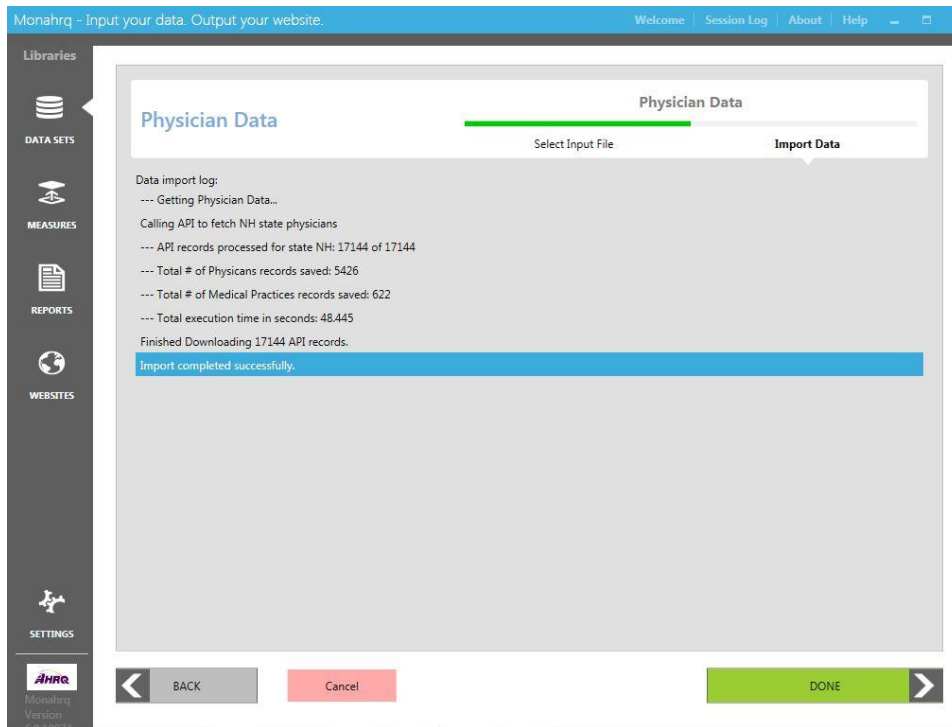 Monahrq - Input your data. Output your website.
Welcome | Session Log | About | Help
Libraries
DATA SETS
MEASURES
REPORTS
WEBSITES
SETTINGS
AHRQ
Monahrq
Version
Physician Data
Physician Data
Select Input File
Import Data
Data import log:
--- Getting Physician Data...
Calling API to fetch NH state physicians
--- API records processed for state NH: 17144 of 17144
--- Total # of Physicans records saved: 5426
--- Total # of Medical Practices records saved: 622
--- Total execution time in seconds: 48.445
Finished Downloading 17144 API records.
Import completed successfully.
BACK
Cancel
DONE